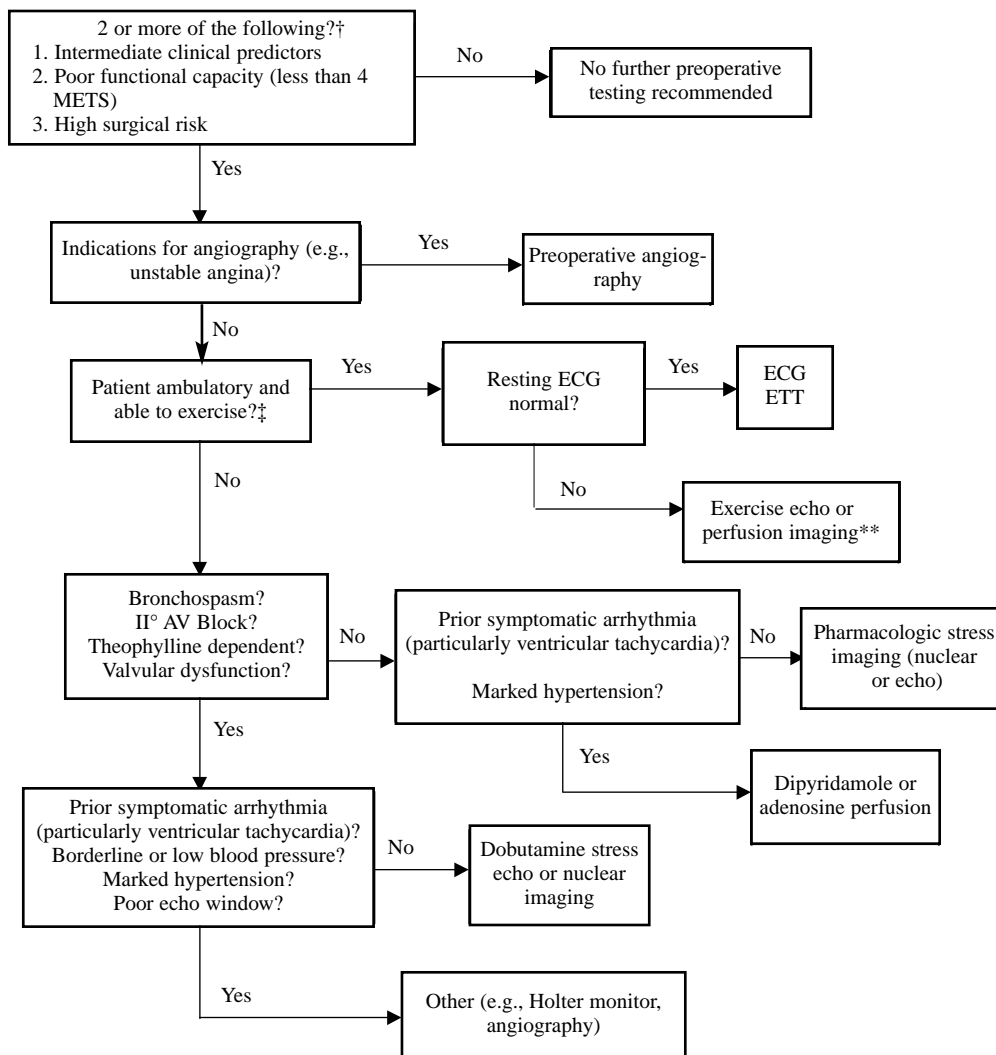 2 or more of the following?†
1. Intermediate clinical predictors
2. Poor functional capacity (less than 4
METS)
3. High surgical risk
No
No further preoperative
testing recommended
Yes
Indications for angiography (e.g.,
unstable angina)?
Yes
Preoperative angiog-
raphy
No
Patient ambulatory and
able to exercise?‡
Yes
Resting ECG
normal?
Yes
ECG
ETT
No
No
Exercise echo or
perfusion imaging**
Bronchospasm?
II° AV Block?
Theophylline dependent?
Valvular dysfunction?
No
Prior symptomatic arrhythmia
(particularly ventricular tachycardia)?
Marked hypertension?
No
Pharmacologic stress
imaging (nuclear
or echo)
Yes
Yes
Dipyridamole or
adenosine perfusion
Prior symptomatic arrhythmia
(particularly ventricular tachycardia)?
Borderline or low blood pressure?
Marked hypertension?
Poor echo window?
No
Dobutamine stress
echo or nuclear
imaging
Yes
Other (e.g., Holter monitor,
angiography)